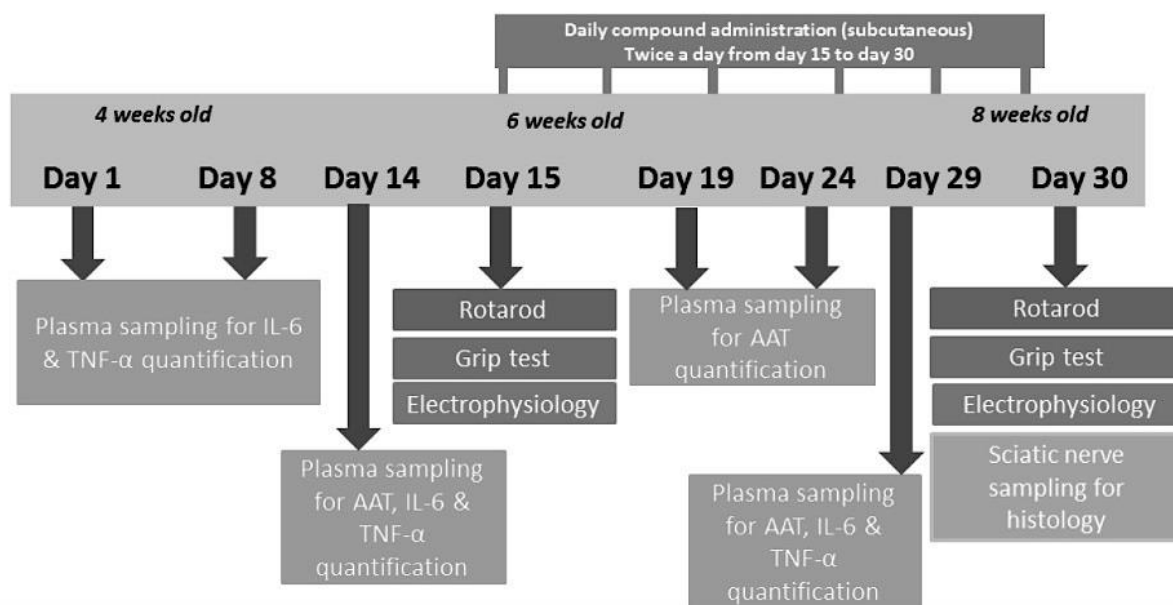 Daily compound administration (subcutaneous)
Twice a day from day 15 to day 30
4 weeks old
6 weeks old
8 weeks old
Day 1
Day 8
Day 14
Day 15
Day 19
Day 24
Day 29
Day 30
Plasma sampling for IL-6
& TNF-α quantification
Plasma sampling
for AAT, IL-6 &
TNF-α
quantification
Rotarod
Grip test
Electrophysiology
Plasma sampling
for AAT
quantification
Plasma sampling
for AAT, IL-6 &
TNF-α
quantification
Rotarod
Grip test
Electrophysiology
Sciatic nerve
sampling for
histology